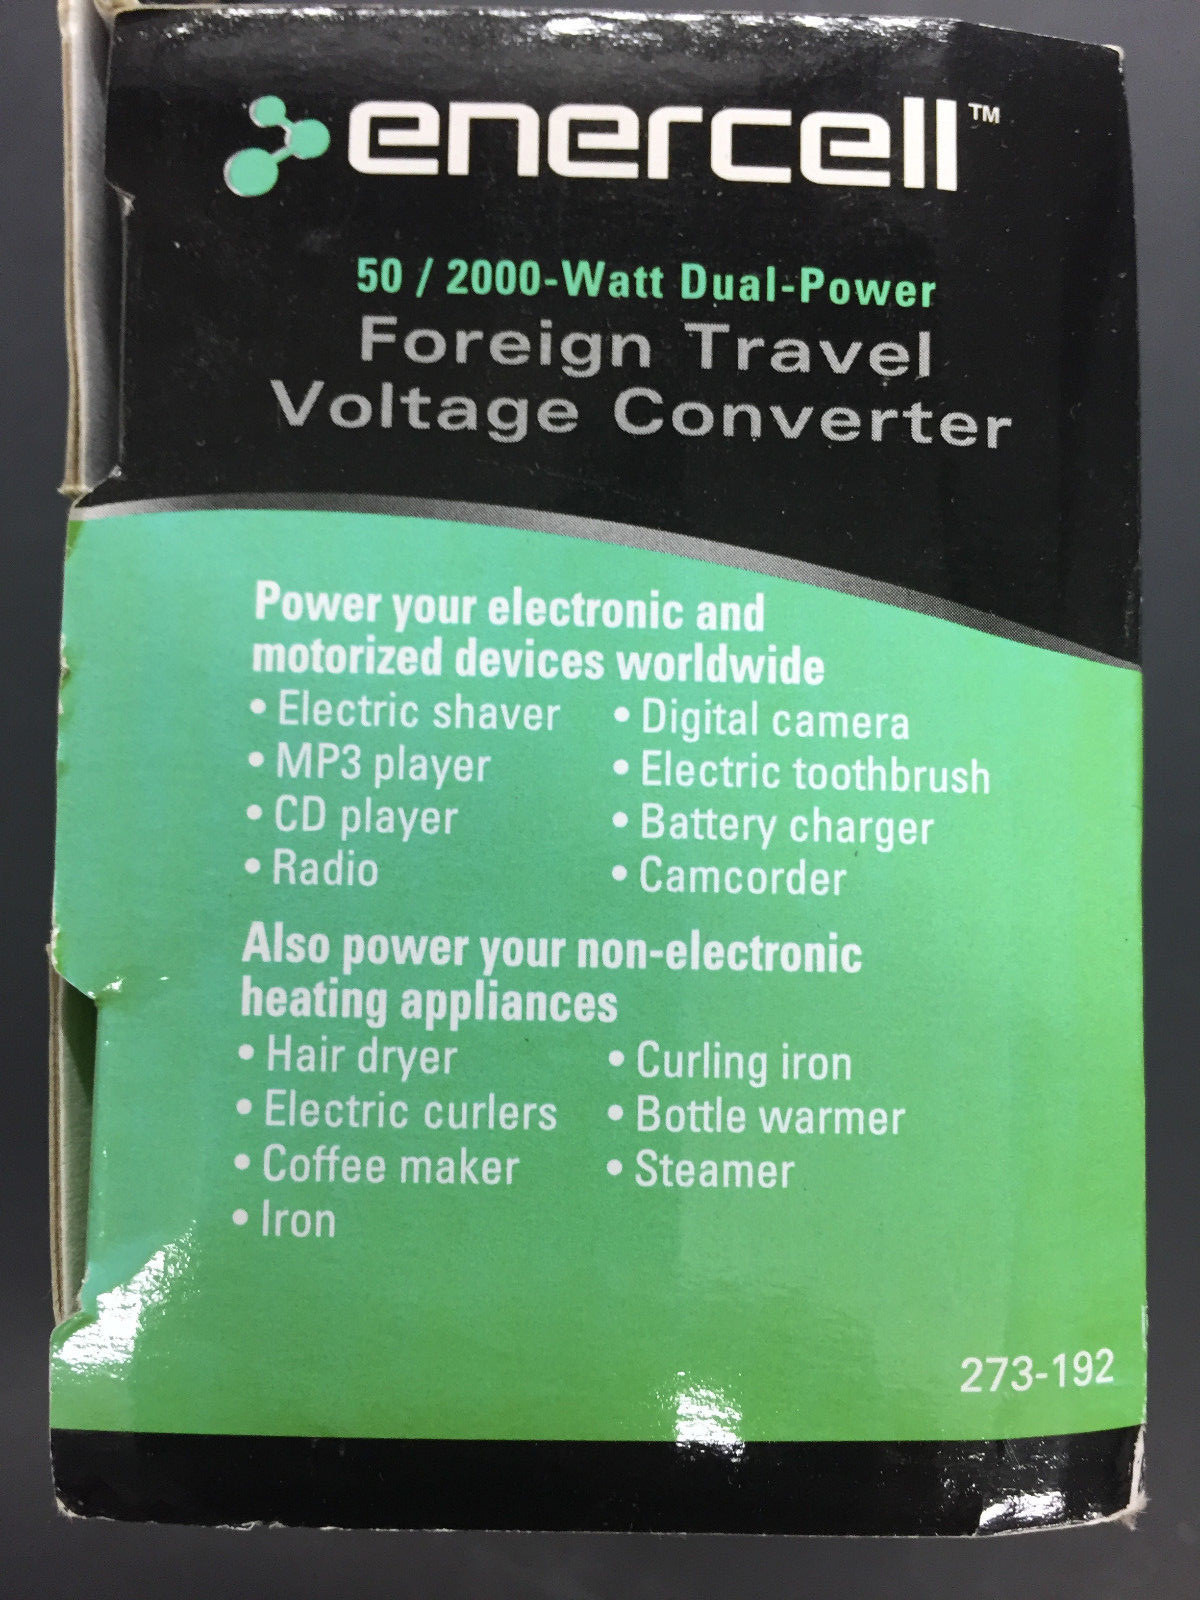 enercell™
50 / 2000-Watt Dual-Power
Foreign Travel
Voltage Converter
Power your electronic and
motorized devices worldwide
• Electric shaver
• MP3 player
• CD player
• Radio
• Digital camera
• Electric toothbrush
• Battery charger
• Camcorder
Also power your non-electronic
heating appliances
• Hair dryer
• Electric curlers
• Coffee maker
• Iron
• Curling iron
• Bottle warmer
• Steamer
273-192